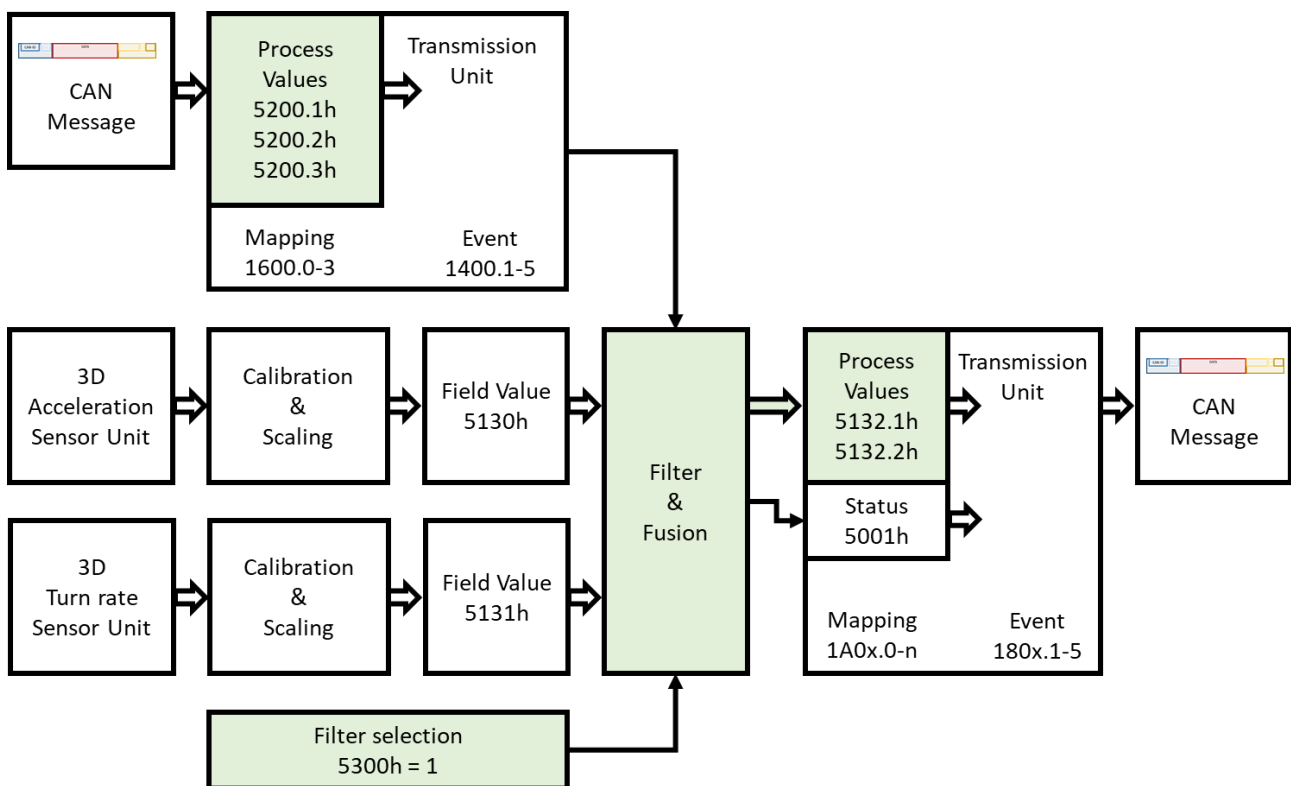 CAN
Message
Process
Values
5200.1h
5200.2h
5200.3h
Transmission
Unit
Mapping
1600.0-3
Event
1400.1-5
3D
Acceleration
Sensor Unit
Calibration
&
Scaling
Field Value
5130h
3D
Turn rate
Sensor Unit
Calibration
&
Scaling
Field Value
5131h
Filter
&
Fusion
Process
Values
5132.1h
5132.2h
Status
5001h
Transmission
Unit
Mapping
1A0x.0-n
Event
180x.1-5
CAN
Message
Filter selection
5300h = 1